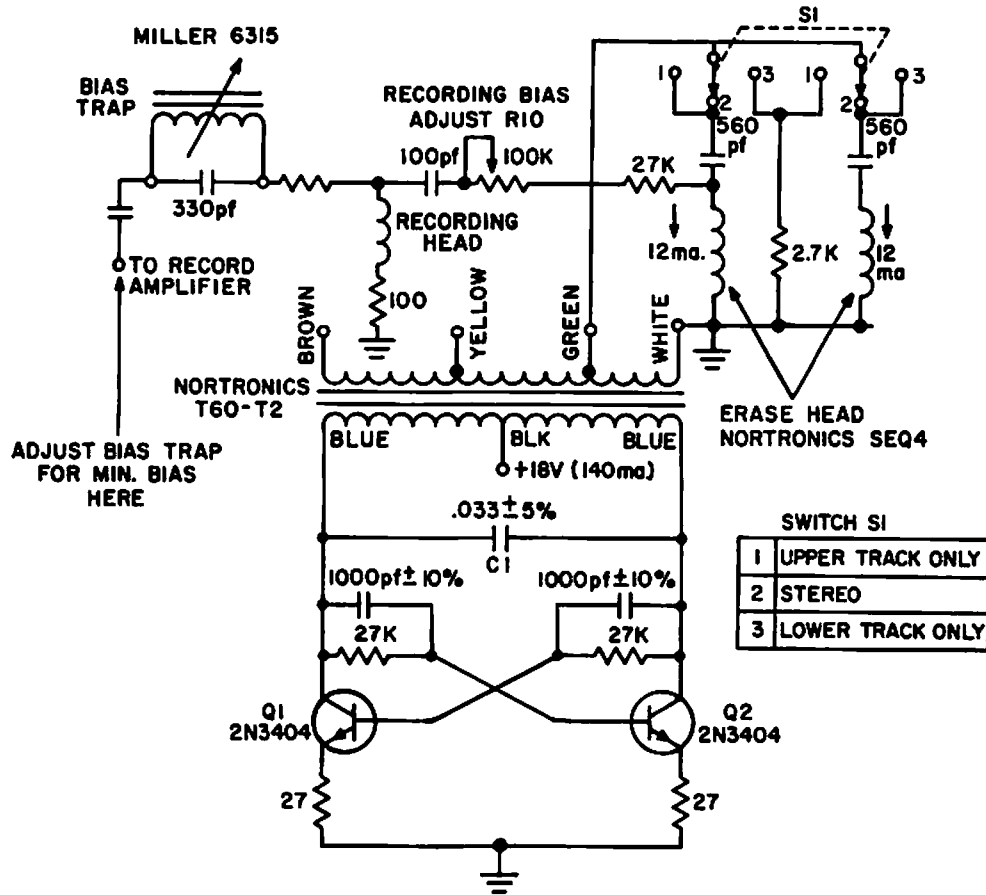 S1
MILLER 6315
BIAS
TRAP
330pf
RECORDING BIAS
ADJUST R10
100pf
100K
RECORDING
HEAD
100
TO RECORD
AMPLIFIER
27K
1
2
3
1
2
3
560
pf
560
pf
12ma.
2.7K
12
ma
BROWN
YELLOW
GREEN
WHITE
NORTRONICS
T60-T2
ERASE HEAD
NORTRONICS SEQ4
ADJUST BIAS TRAP
FOR MIN. BIAS
HERE
BLUE
BLK
BLUE
+18V (140ma.)
.033±5%
C1
1000pf±10%
1000pf±10%
27K
27K
Q1
2N3404
Q2
2N3404
27
27
SWITCH S1
1 UPPER TRACK ONLY
2 STEREO
3 LOWER TRACK ONLY